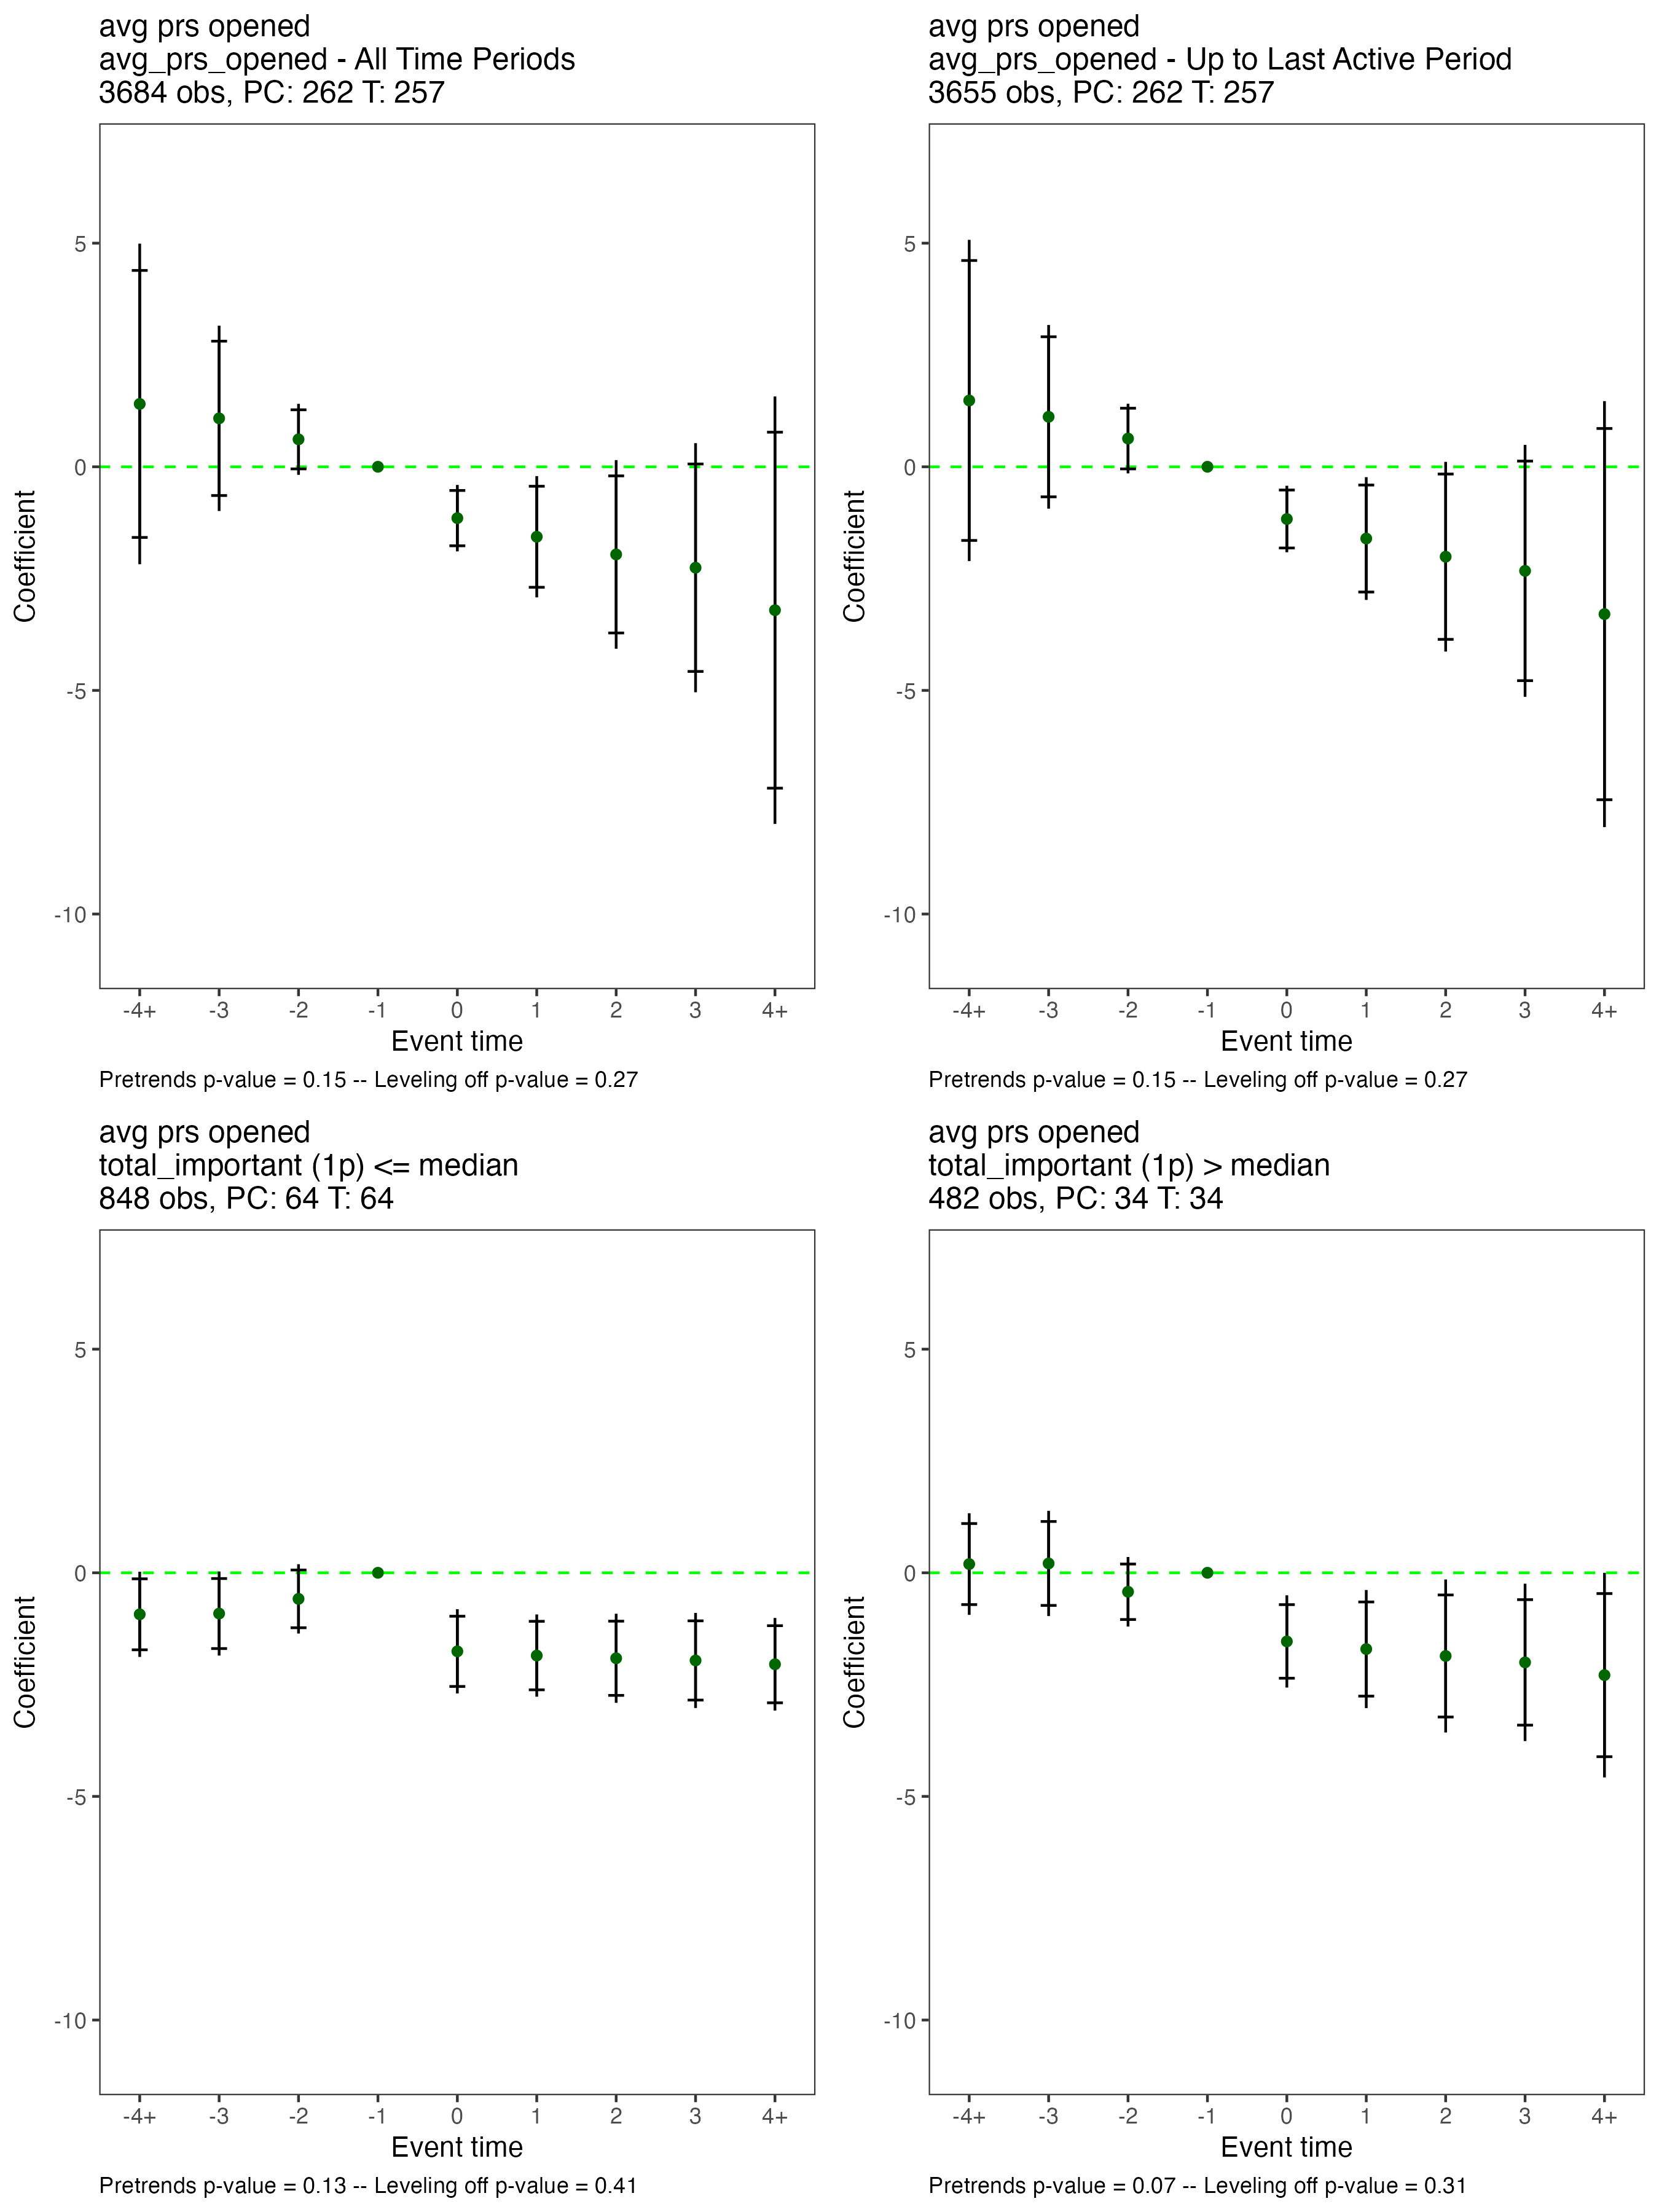 avg prs opened
avg_prs_opened - All Time Periods
3684 obs, PC: 262 T: 257
5
0
-5
-10
Coefficient
-4+ -3 -2 -1 0 1 2 3 4+
Event time
Pretrends p-value = 0.15 -- Leveling off p-value = 0.27
avg prs opened
avg_prs_opened - Up to Last Active Period
3655 obs, PC: 262 T: 257
5
0
-5
-10
Coefficient
-4+ -3 -2 -1 0 1 2 3 4+
Event time
Pretrends p-value = 0.15 -- Leveling off p-value = 0.27
avg prs opened
total_important (1p) <= median
848 obs, PC: 64 T: 64
5
0
-5
-10
Coefficient
-4+ -3 -2 -1 0 1 2 3 4+
Event time
Pretrends p-value = 0.13 -- Leveling off p-value = 0.41
avg prs opened
total_important (1p) > median
482 obs, PC: 34 T: 34
5
0
-5
-10
Coefficient
-4+ -3 -2 -1 0 1 2 3 4+
Event time
Pretrends p-value = 0.07 -- Leveling off p-value = 0.31